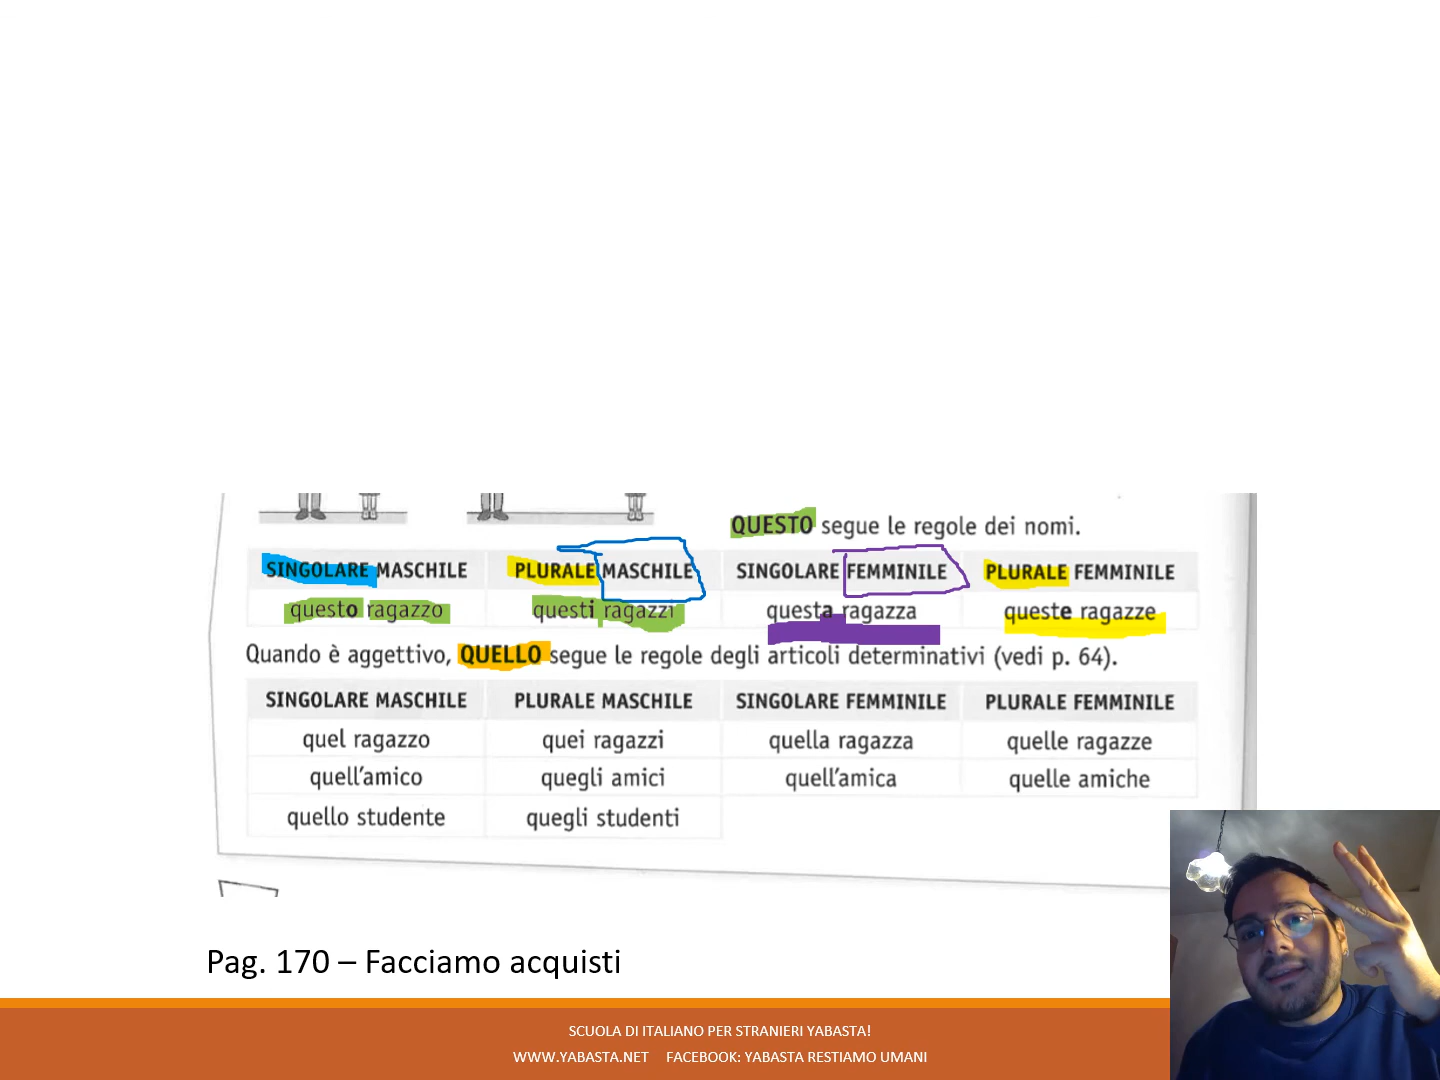 QUESTO segue le regole dei nomi.
SINGOLARE MASCHILE PLURALE MASCHILE SINGOLARE FEMMINILE PLURALE FEMMINILE
questo ragazzo questi ragazzi questa ragazza queste ragazze
Quando è aggettivo, QUELLO segue le regole degli articoli determinativi (vedi p. 64).
SINGOLARE MASCHILE PLURALE MASCHILE SINGOLARE FEMMINILE PLURALE FEMMINILE
quel ragazzo quei ragazzi quella ragazza quelle ragazze
quell'amico quegli amici quell'amica quelle amiche
quello studente quegli studenti
Pag. 170 – Facciamo acquisti
SCUOLA DI ITALIANO PER STRANIERI YABASTA!
WWW.YABASTA.NET FACEBOOK: YABASTA RESTIAMO UMANI